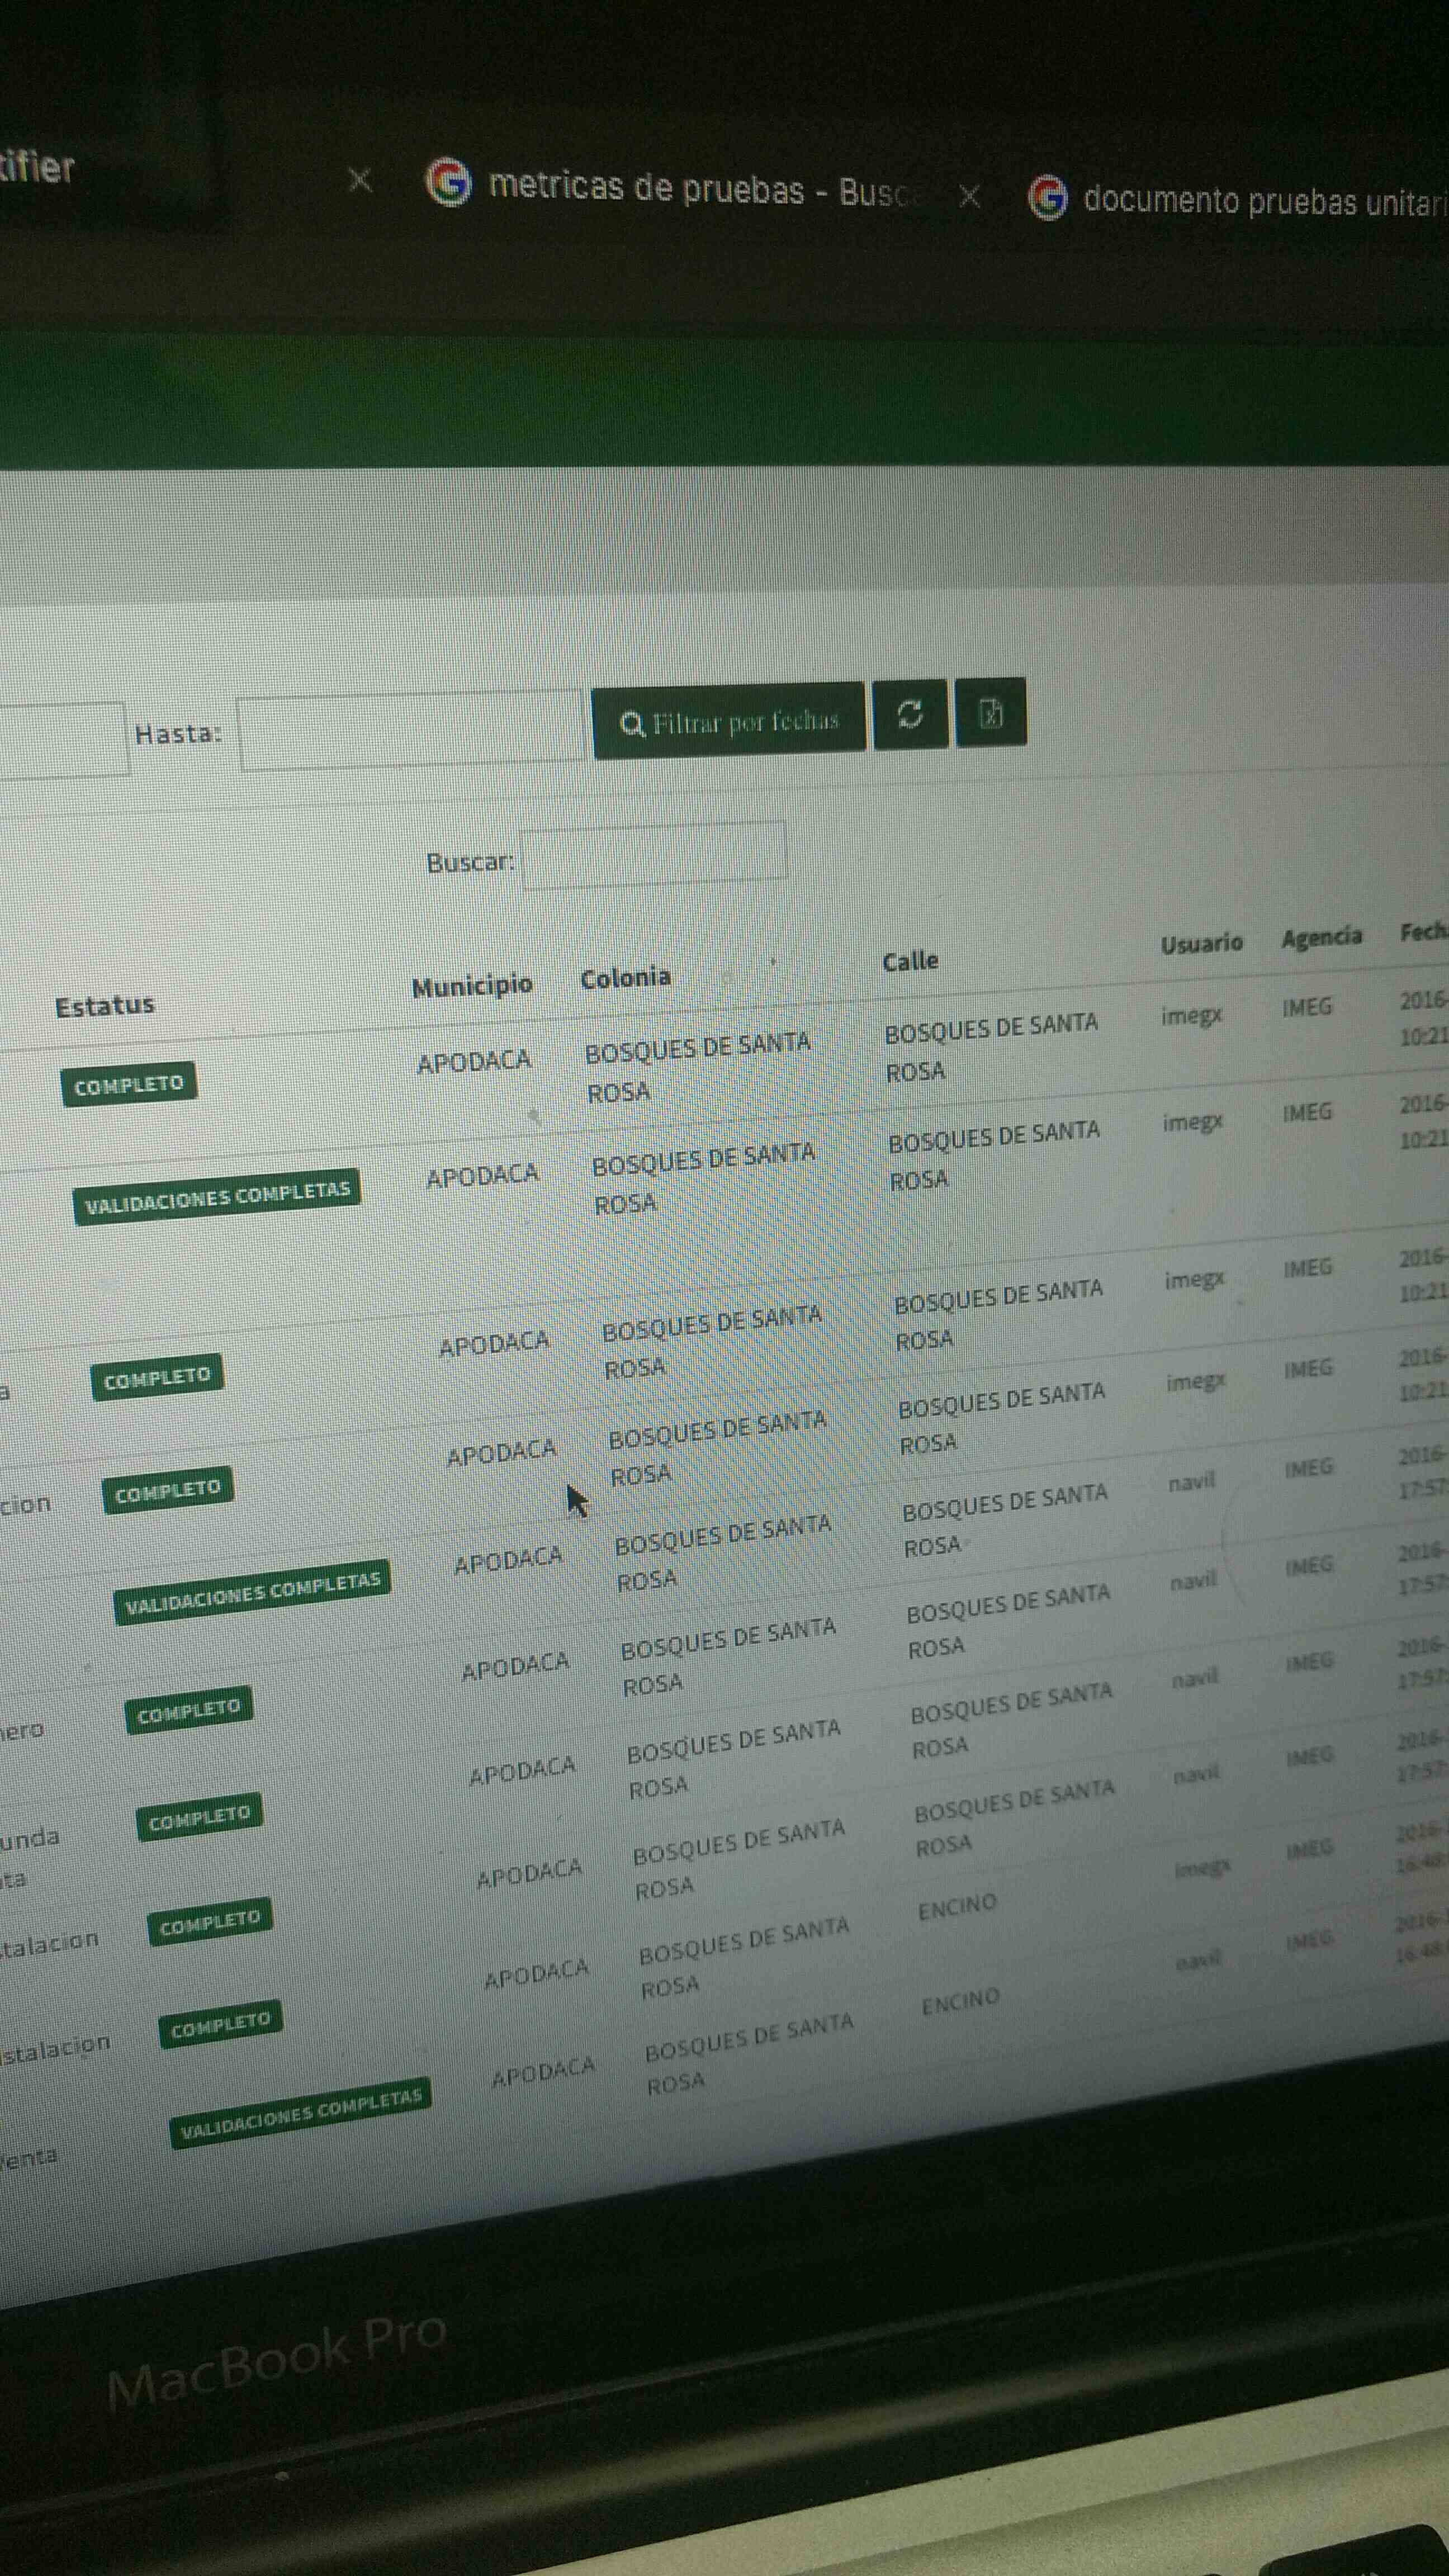 tifier
metricas de pruebas - Busc
documento pruebas unitari
Hasta: Filtrar por fechas
Buscar:
Estatus Municipio Colonia Calle Usuario Agencia Fech
COMPLETO APODACA BOSQUES DE SANTA BOSQUES DE SANTA imegx IMEG 2016-
ROSA ROSA 10:21
VALIDACIONES COMPLETAS APODACA BOSQUES DE SANTA BOSQUES DE SANTA imegx IMEG 2016-
ROSA ROSA 10:21
a COMPLETO APODACA BOSQUES DE SANTA BOSQUES DE SANTA imegx IMEG 2016-
ROSA ROSA 10:21
cion COMPLETO APODACA BOSQUES DE SANTA BOSQUES DE SANTA imegx IMEG 2016-
ROSA ROSA 10:21
VALIDACIONES COMPLETAS APODACA BOSQUES DE SANTA BOSQUES DE SANTA navil IMEG 2016-
ROSA ROSA 17:57
nero COMPLETO APODACA BOSQUES DE SANTA BOSQUES DE SANTA navil IMEG 2016-
ROSA ROSA 17:57
unda COMPLETO APODACA BOSQUES DE SANTA BOSQUES DE SANTA navil IMEG 2016-
ta ROSA ROSA 17:57
talacion COMPLETO APODACA BOSQUES DE SANTA BOSQUES DE SANTA navil IMEG 2016-
ROSA ROSA 17:57
stalacion COMPLETO APODACA BOSQUES DE SANTA ENCINO imegx IMEG 2016-
ROSA 16:48
Venta VALIDACIONES COMPLETAS APODACA BOSQUES DE SANTA ENCINO navil IMEG 2016-
ROSA 16:48
MacBook Pro